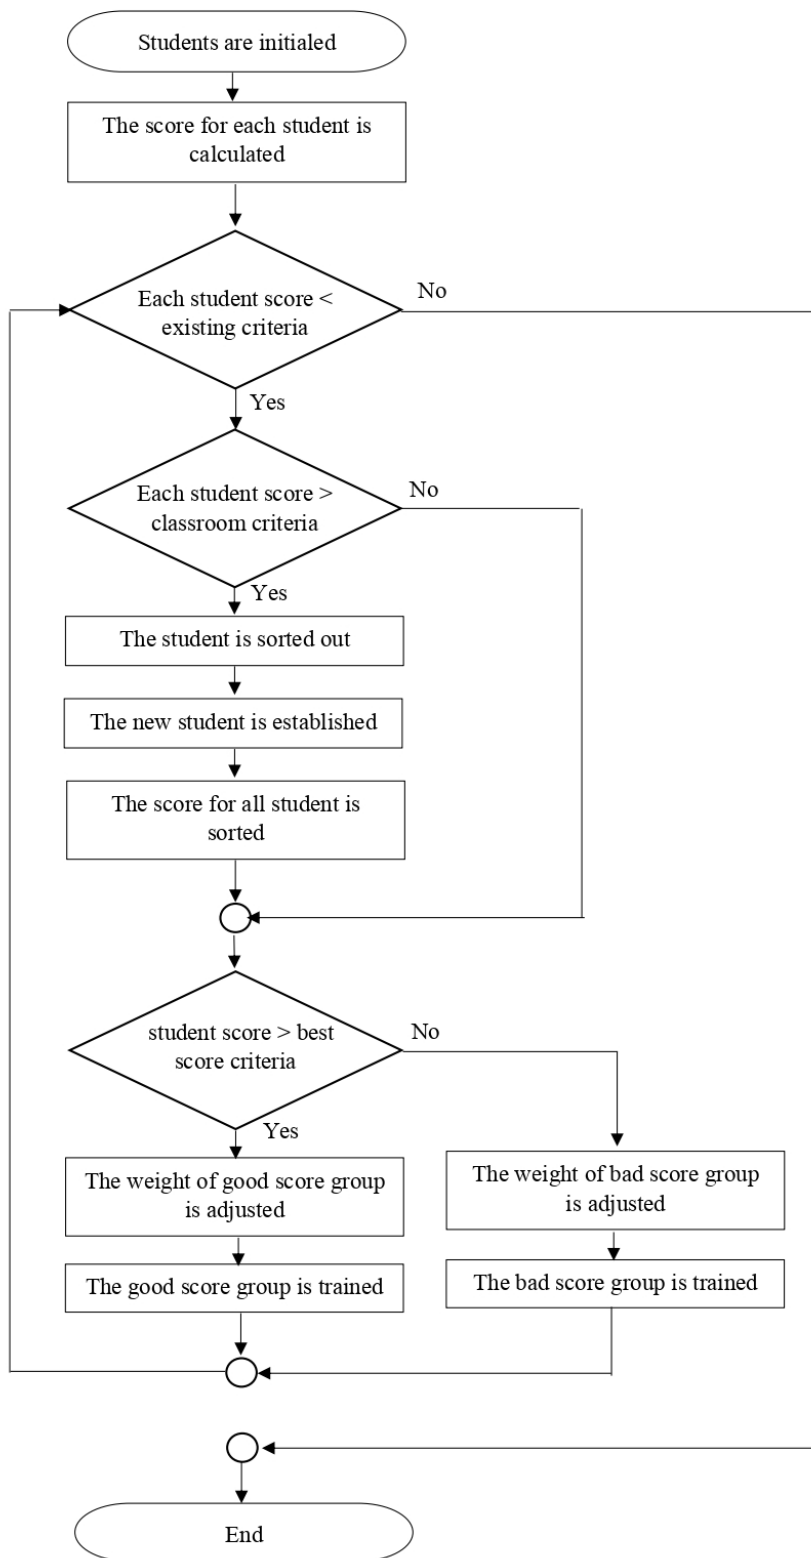 Students are initialed
The score for each student is
calculated
Each student score <
existing criteria
No
Yes
Each student score >
classroom criteria
No
Yes
The student is sorted out
The new student is established
The score for all student is
sorted
student score > best
score criteria
No
Yes
The weight of good score group
is adjusted
The weight of bad score group
is adjusted
The good score group is trained
The bad score group is trained
End